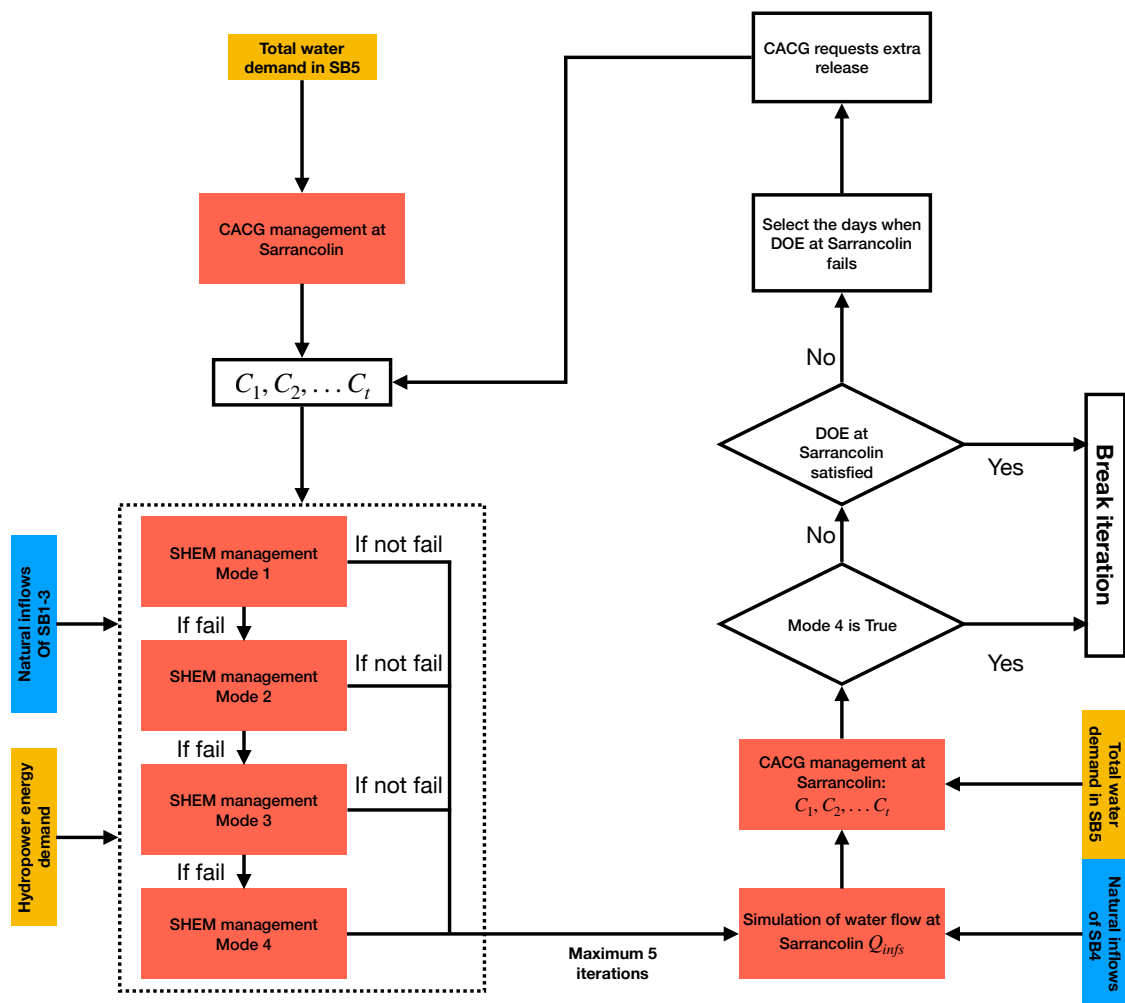 Total water
demand in SB5
CACG management at
Sarrancolin
C₁, C₂, … Cₜ
Natural inflows
Of SB1-3
Hydropower energy
demand
SHEM management
Mode 1
If not fail
If fail
SHEM management
Mode 2
If not fail
If fail
SHEM management
Mode 3
If not fail
If fail
SHEM management
Mode 4
Maximum 5
iterations
Simulation of water flow at
Sarrancolin Q_infs
Natural inflows
of SB4
CACG management at
Sarrancolin:
C₁, C₂, … Cₜ
Total water
demand in SB5
Mode 4 is True
Yes
No
DOE at
Sarrancolin
satisfied
Yes
Break iteration
No
Select the days when
DOE at Sarrancolin
fails
CACG requests extra
release